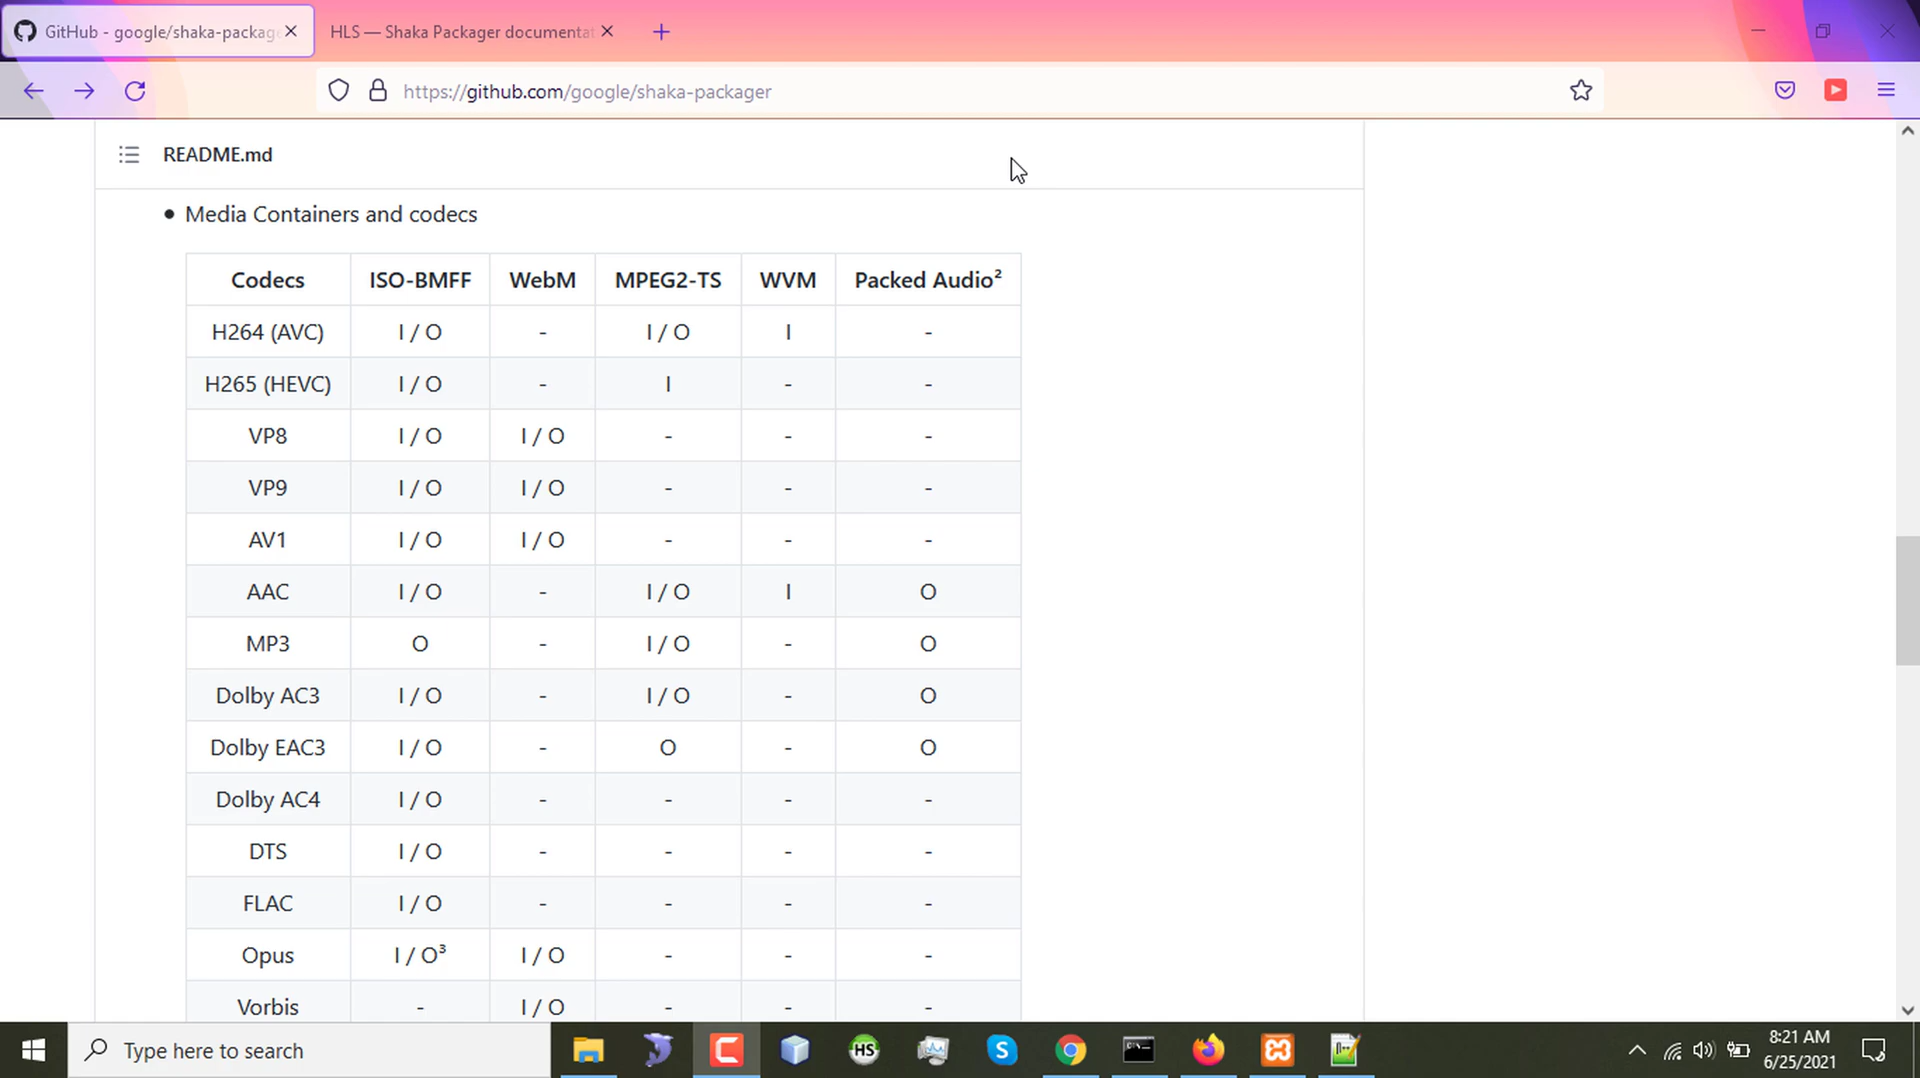 GitHub - google/shaka-package
HLS — Shaka Packager documentat
https://github.com/google/shaka-packager
README.md
Media Containers and codecs
Codecs ISO-BMFF WebM MPEG2-TS WVM Packed Audio²
H264 (AVC) I / O - I / O I -
H265 (HEVC) I / O - I - -
VP8 I / O I / O - - -
VP9 I / O I / O - - -
AV1 I / O I / O - - -
AAC I / O - I / O I O
MP3 O - I / O - O
Dolby AC3 I / O - I / O - O
Dolby EAC3 I / O - O - O
Dolby AC4 I / O - - - -
DTS I / O - - - -
FLAC I / O - - - -
Opus I / O³ I / O - - -
Vorbis - I / O - - -
Type here to search
HS
8:21 AM
6/25/2021